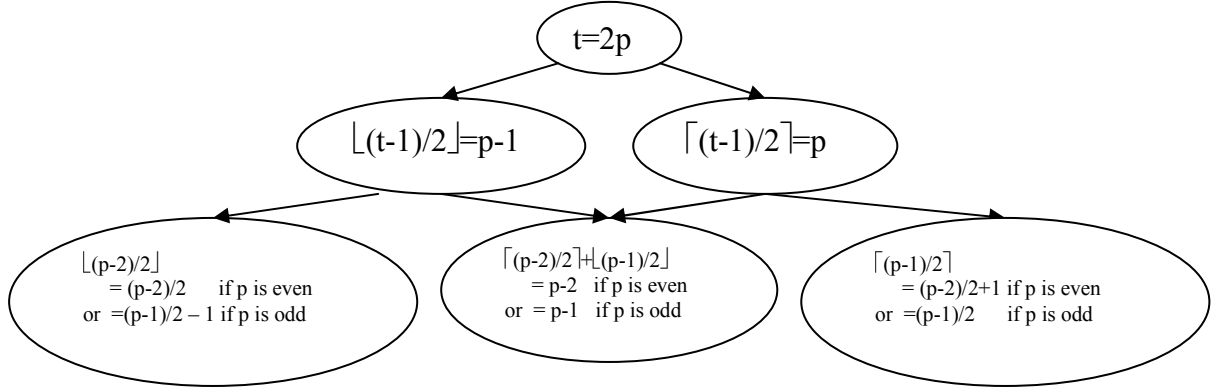 t=2p
⌊(t-1)/2⌋=p-1
⌈(t-1)/2⌉=p
⌊(p-2)/2⌋
= (p-2)/2 if p is even
or =(p-1)/2 – 1 if p is odd
⌈(p-2)/2⌉+⌊(p-1)/2⌋
= p-2 if p is even
or = p-1 if p is odd
⌈(p-1)/2⌉
= (p-2)/2+1 if p is even
or =(p-1)/2 if p is odd